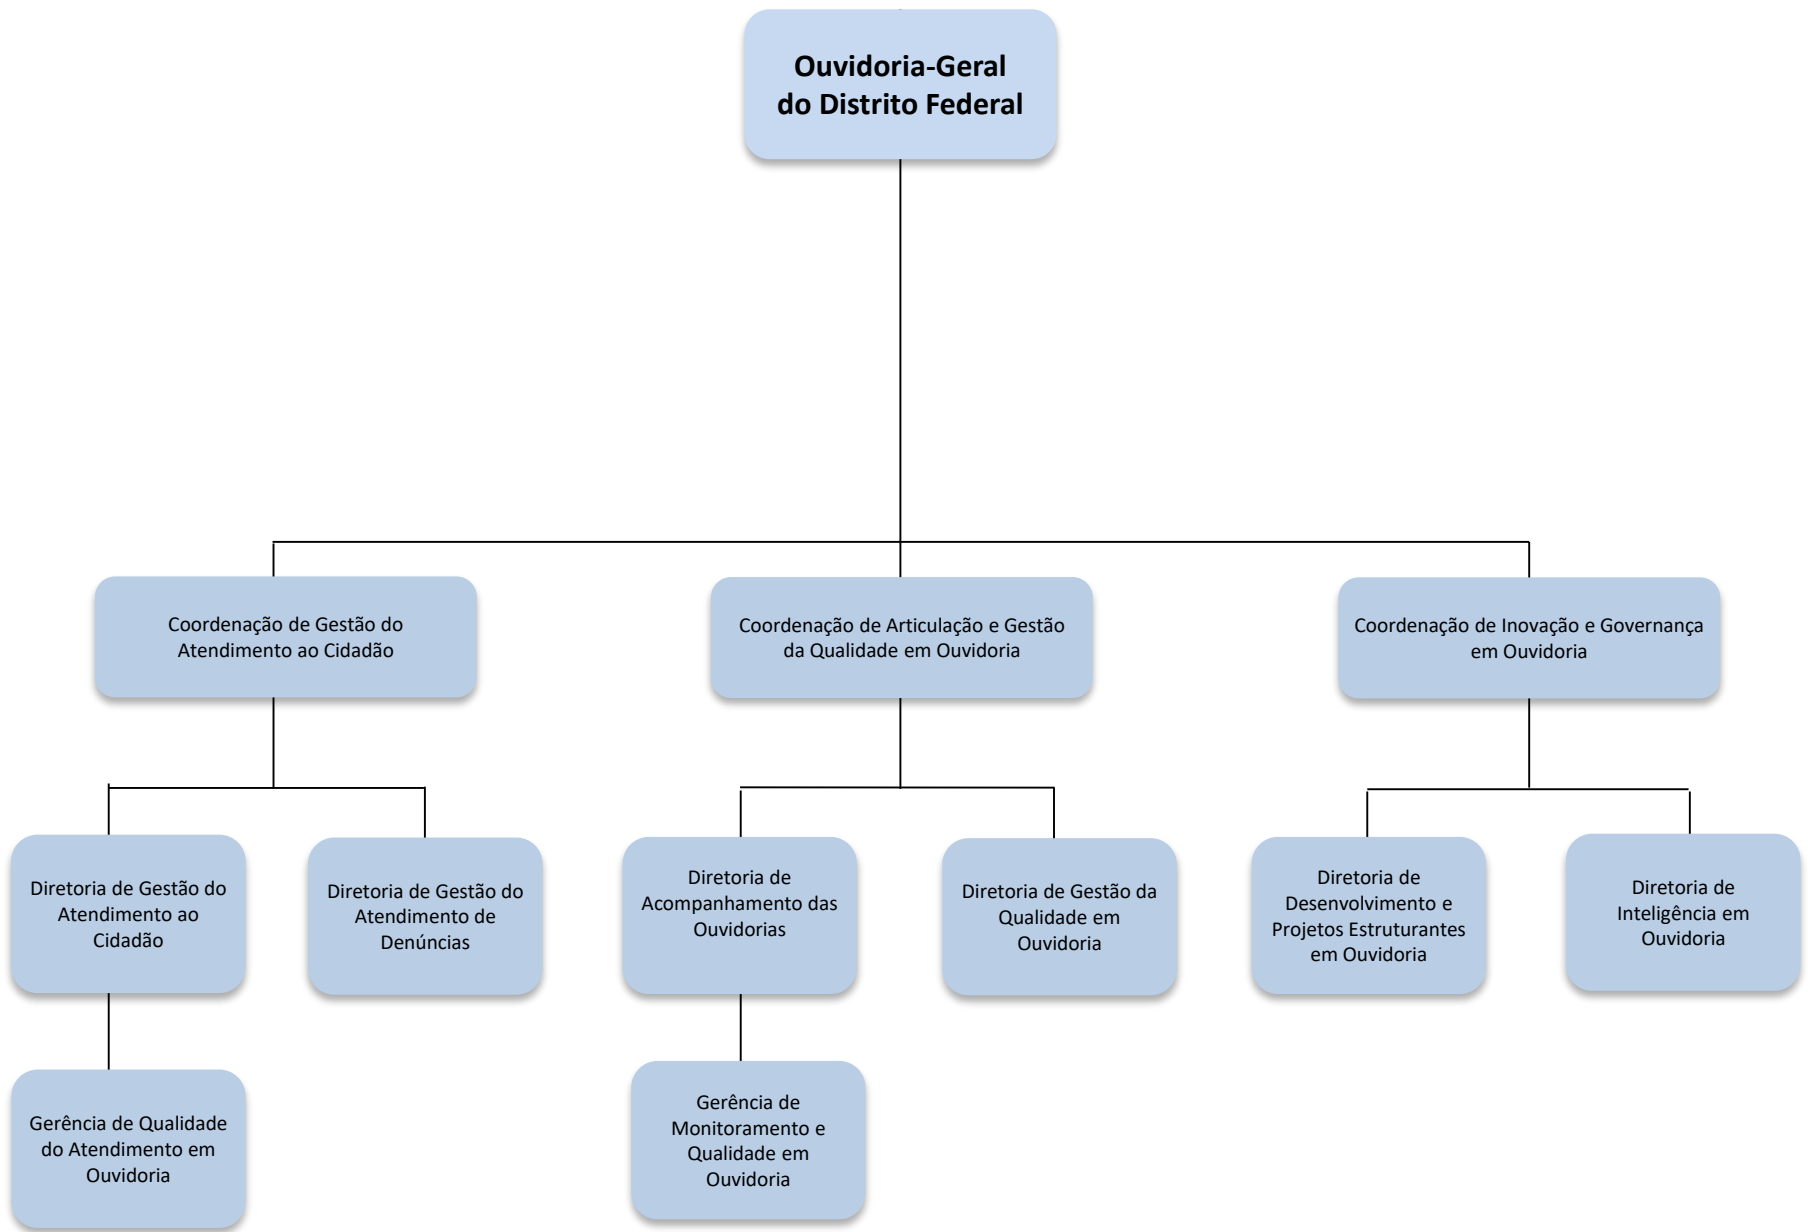 Ouvidoria-Geral
do Distrito Federal
Coordenação de Gestão do
Atendimento ao Cidadão
Coordenação de Articulação e Gestão
da Qualidade em Ouvidoria
Coordenação de Inovação e Governança
em Ouvidoria
Diretoria de Gestão do
Atendimento ao
Cidadão
Diretoria de Gestão do
Atendimento de
Denúncias
Diretoria de
Acompanhamento das
Ouvidorias
Diretoria de Gestão da
Qualidade em
Ouvidoria
Diretoria de
Desenvolvimento e
Projetos Estruturantes
em Ouvidoria
Diretoria de
Inteligência em
Ouvidoria
Gerência de Qualidade
do Atendimento em
Ouvidoria
Gerência de
Monitoramento e
Qualidade em
Ouvidoria